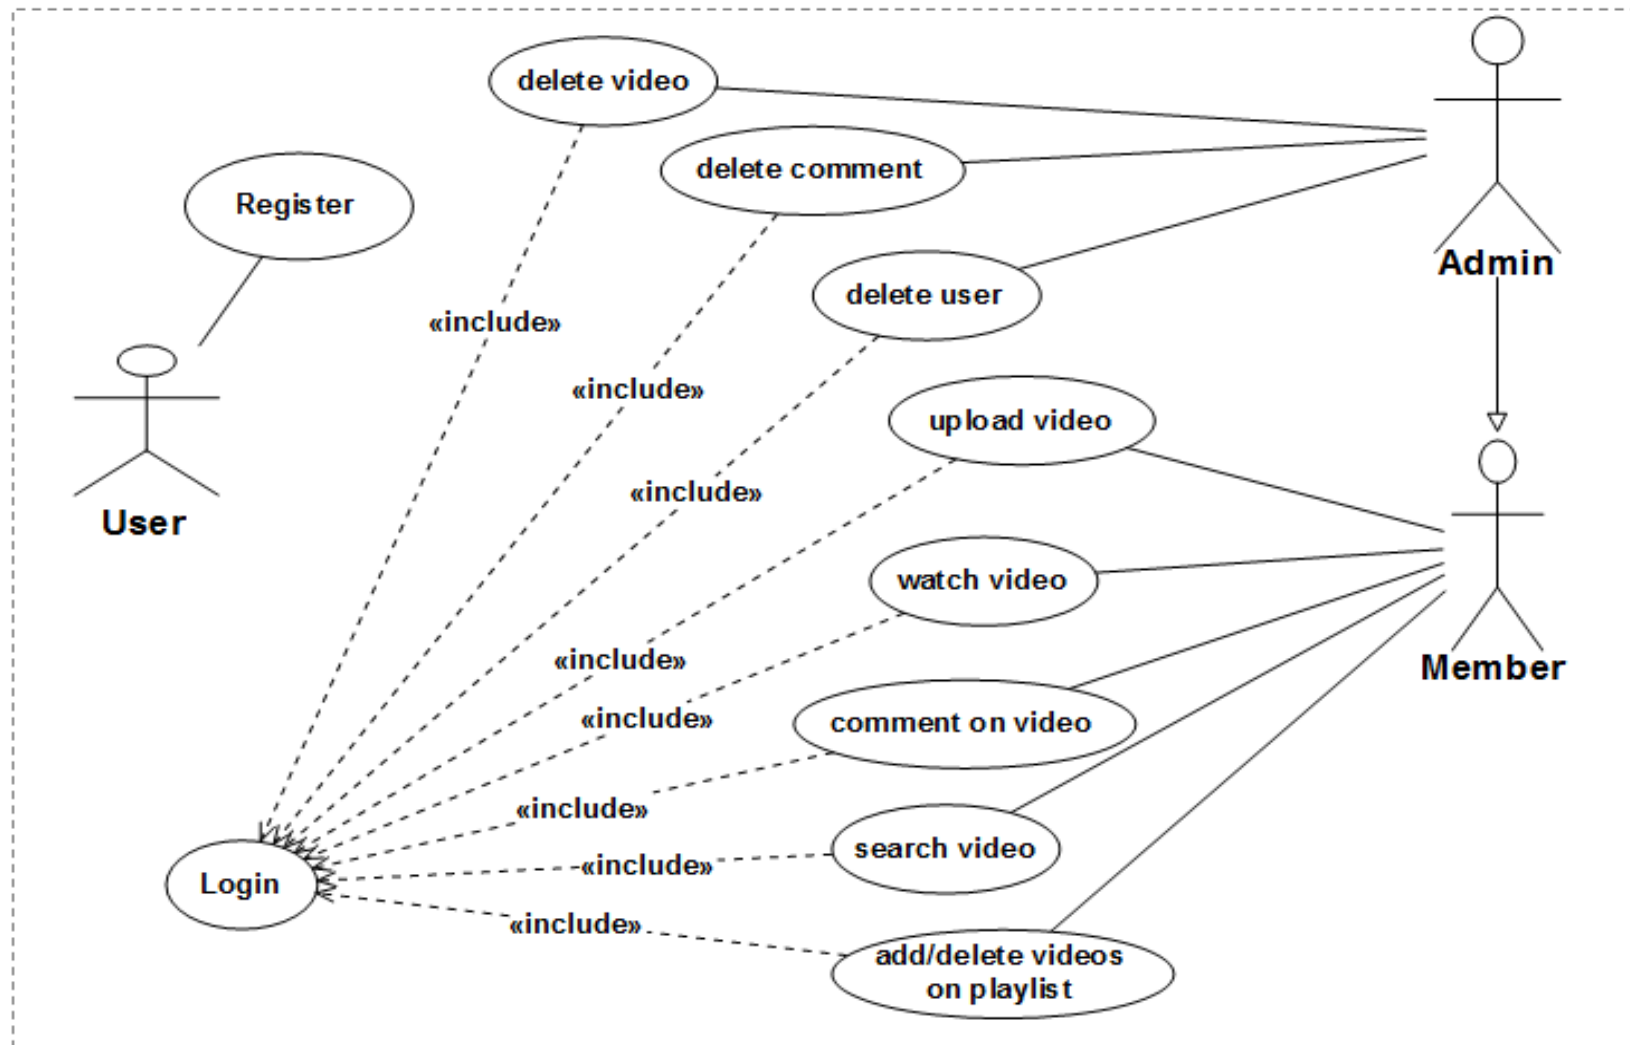 delete video
delete comment
Register
Admin
delete user
«include»
«include»
upload video
«include»
User
watch video
«include»
Member
«include»
comment on video
«include»
search video
«include»
Login
«include»
add/delete videos
on playlist